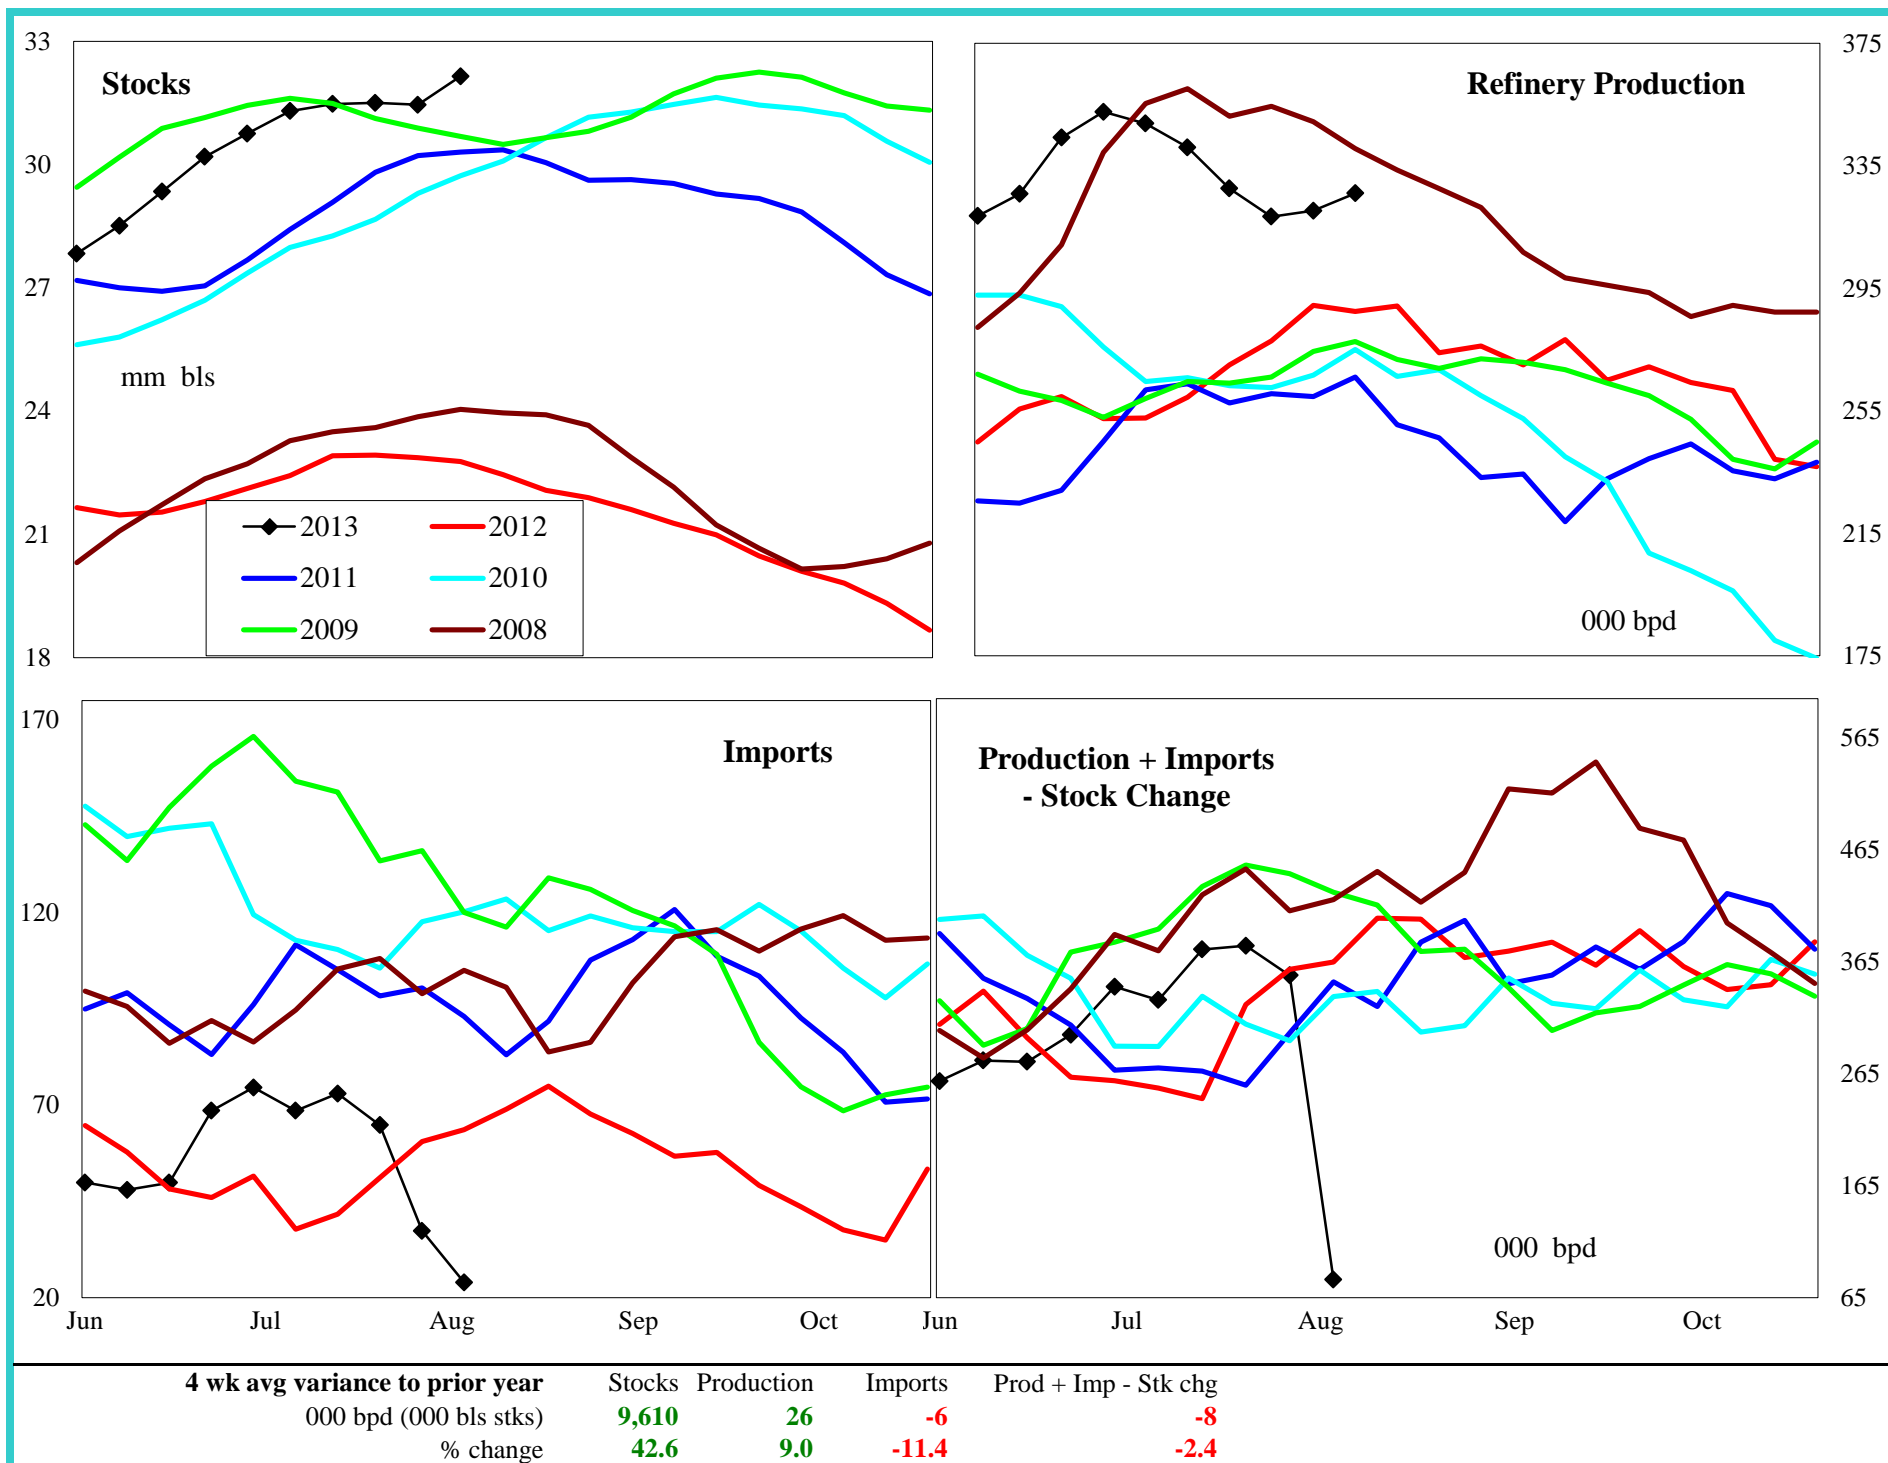 33
30
27
24
21
18
Stocks
mm bls
2013 2012
2011 2010
2009 2008
Refinery Production
000 bpd
375
335
295
255
215
175
170
120
70
20
Imports
Jun Jul Aug Sep Oct
Production + Imports
- Stock Change
000 bpd
565
465
365
265
165
65
Jun Jul Aug Sep Oct
4 wk avg variance to prior year Stocks Production Imports Prod + Imp - Stk chg
000 bpd (000 bls stks) 9,610 26 -6 -8
% change 42.6 9.0 -11.4 -2.4